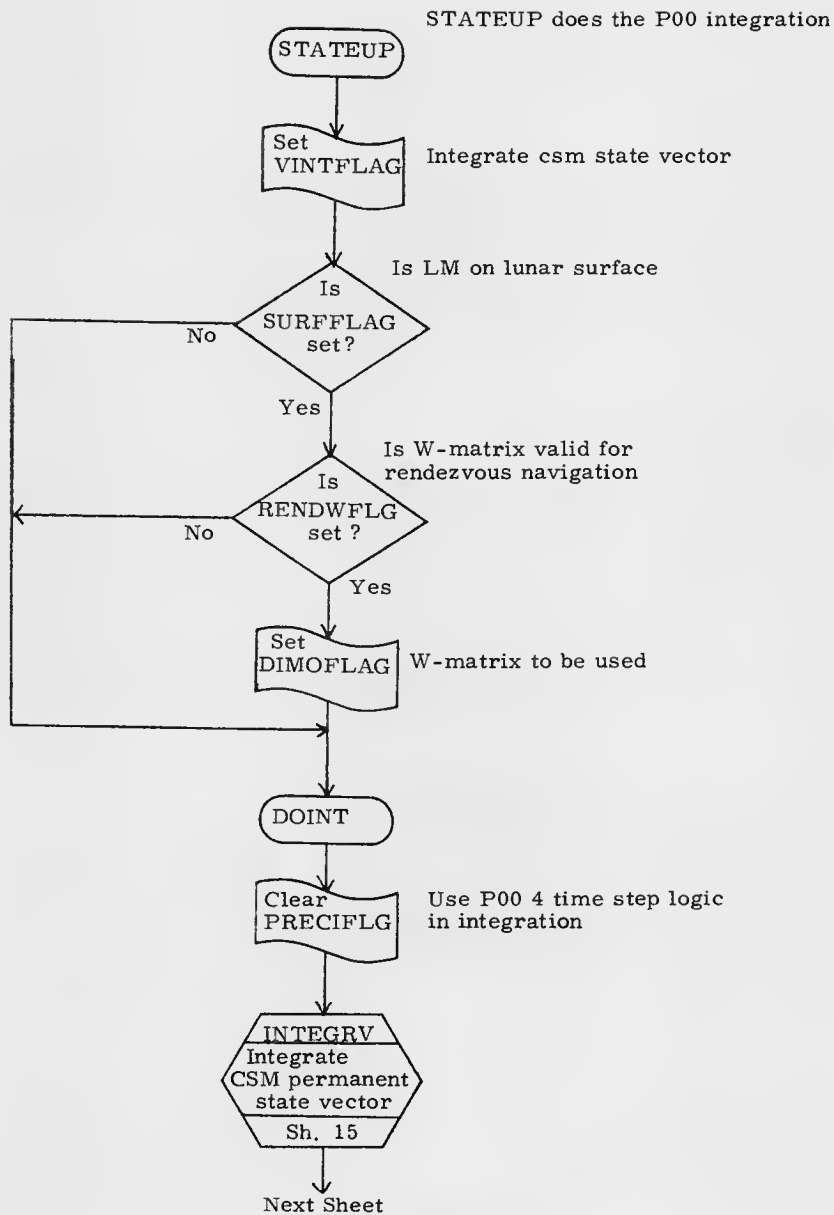 STATEUP does the P00 integration
STATEUP
Set
VINTFLAG
Integrate csm state vector
Is LM on lunar surface
Is
SURFFLAG
set?
No
Yes
Is W-matrix valid for
rendezvous navigation
Is
RENDWFLG
set ?
No
Yes
Set
DIMOFLAG
W-matrix to be used
DOINT
Clear
PRECIFLG
Use P00 4 time step logic
in integration
INTEGRV
Integrate
CSM permanent
state vector
Sh. 15
Next Sheet